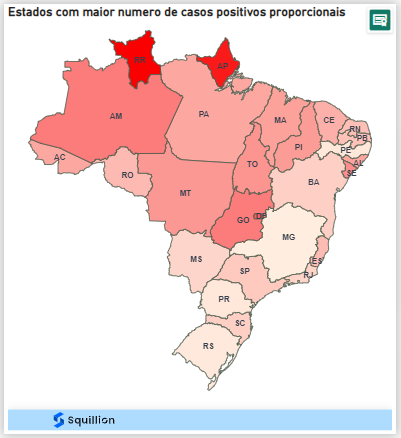 Estados com maior numero de casos positivos proporcionais
RR
AP
AM
PA
MA
CE
RN
PB
PE
AL
SE
PI
AC
RO
TO
BA
MT
GO
DF
MG
ES
RJ
MS
SP
PR
SC
RS
Squillion